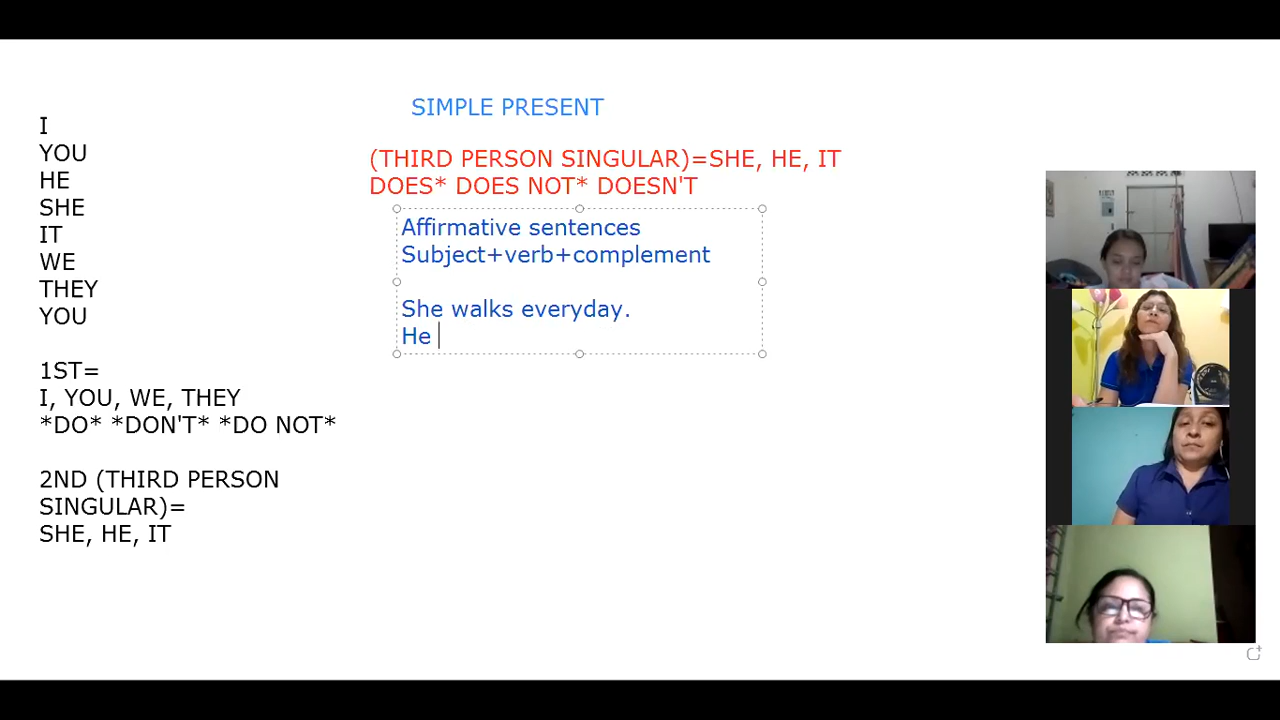 I
YOU
HE
SHE
IT
WE
THEY
YOU
1ST=
I, YOU, WE, THEY
*DO* *DON'T* *DO NOT*
2ND (THIRD PERSON
SINGULAR)=
SHE, HE, IT
SIMPLE PRESENT
(THIRD PERSON SINGULAR)=SHE, HE, IT
DOES* DOES NOT* DOESN'T
Affirmative sentences
Subject+verb+complement
She walks everyday.
He